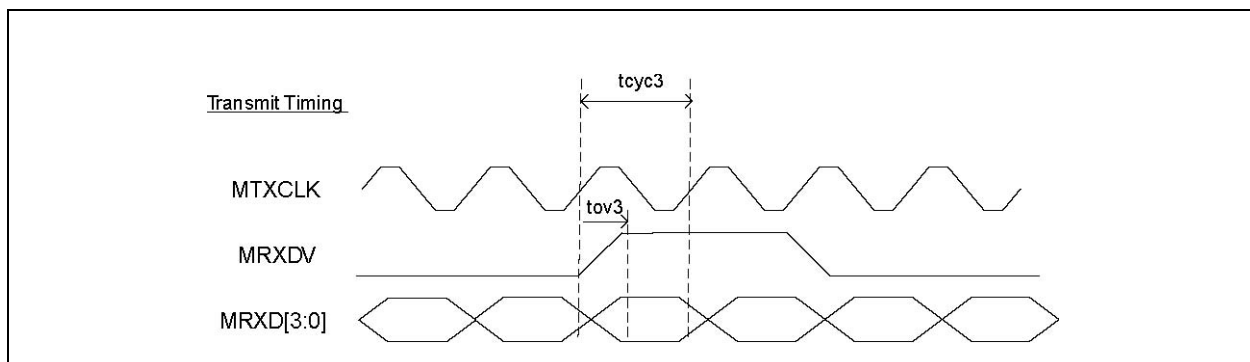 tcyc3
Transmit Timing
MTXCLK
tov3
MRXDV
MRXD[3:0]